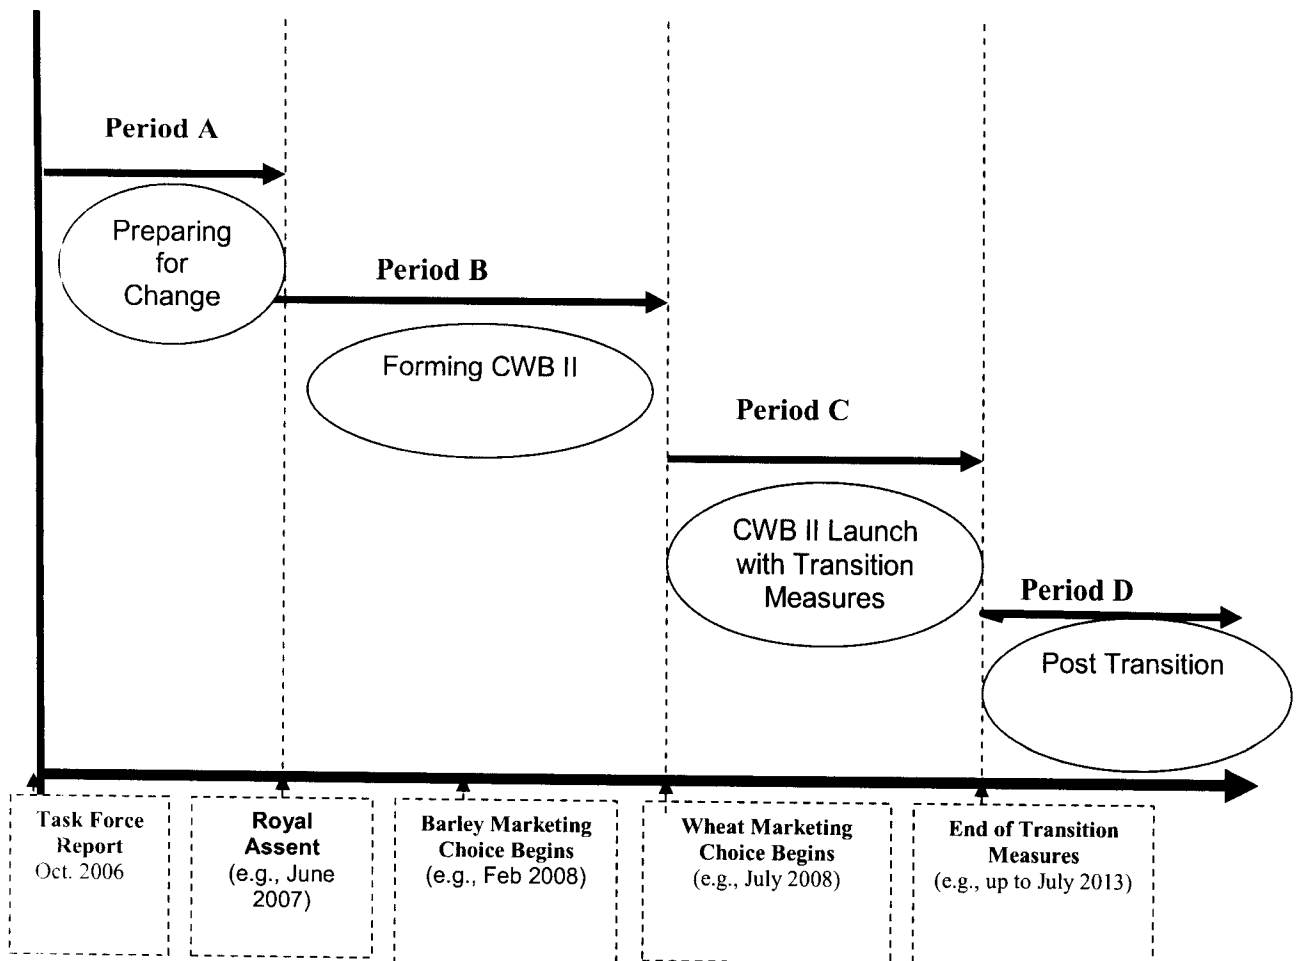 Period A
Preparing
for
Change
Period B
Forming CWB II
Period C
CWB II Launch
with Transition
Measures
Period D
Post Transition
Task Force
Report
Oct. 2006
Royal
Assent
(e.g., June
2007)
Barley Marketing
Choice Begins
(e.g., Feb 2008)
Wheat Marketing
Choice Begins
(e.g., July 2008)
End of Transition
Measures
(e.g., up to July 2013)